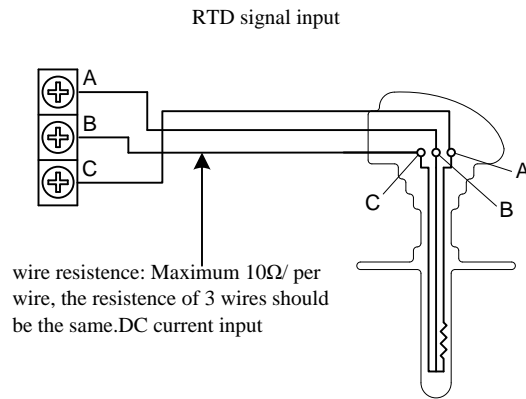 RTD signal input
A
B
C
A
B
C
wire resistence: Maximum 10Ω/ per
wire, the resistence of 3 wires should
be the same.DC current input